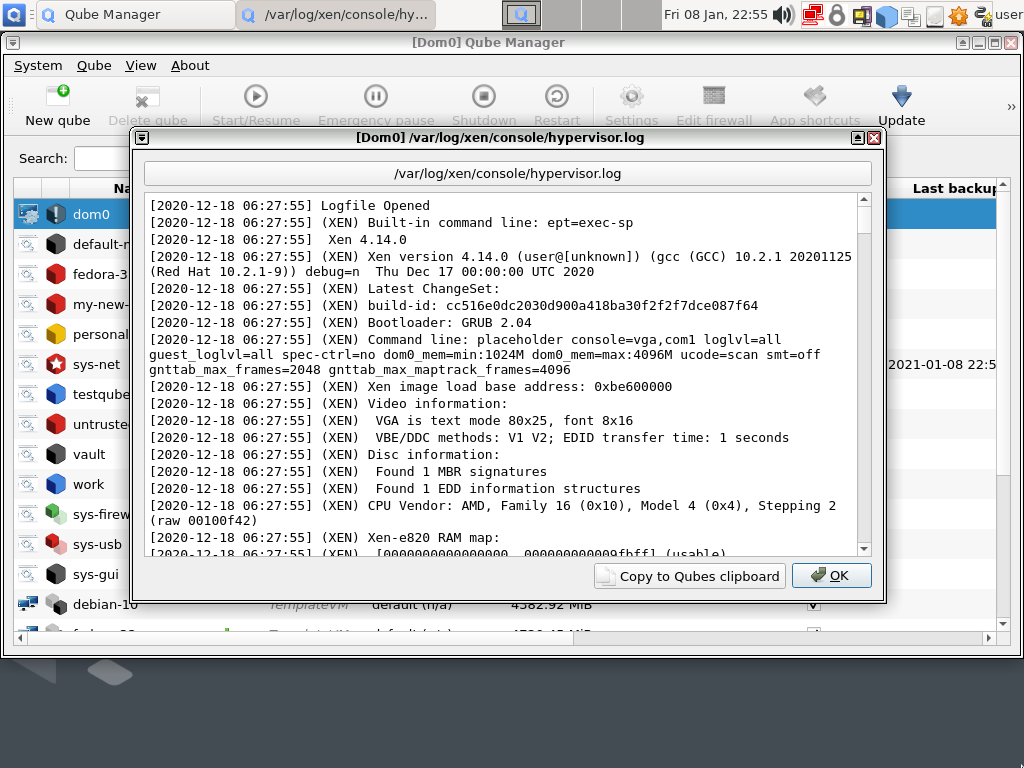 Qube Manager
/var/log/xen/console/hy...
Fri 08 Jan, 22:55
user
[Dom0] Qube Manager
System Qube View About
New qube Delete qube Start/Resume Emergency pause Shutdown Restart Settings Edit firewall App shortcuts Update
[Dom0] /var/log/xen/console/hypervisor.log
Search:
/var/log/xen/console/hypervisor.log
Last backup
dom0
default-
fedora-3
my-new-
personal
sys-net
2021-01-08 22:5
testqube
untruste
vault
work
sys-firew
sys-usb
sys-gui
debian-10 TemplateVM default (n/a) 4382.92 MiB
[2020-12-18 06:27:55] Logfile Opened
[2020-12-18 06:27:55] (XEN) Built-in command line: ept=exec-sp
[2020-12-18 06:27:55]  Xen 4.14.0
[2020-12-18 06:27:55] (XEN) Xen version 4.14.0 (user@[unknown]) (gcc (GCC) 10.2.1 20201125
(Red Hat 10.2.1-9)) debug=n  Thu Dec 17 00:00:00 UTC 2020
[2020-12-18 06:27:55] (XEN) Latest ChangeSet:
[2020-12-18 06:27:55] (XEN) build-id: cc516e0dc2030d900a418ba30f2f2f7dce087f64
[2020-12-18 06:27:55] (XEN) Bootloader: GRUB 2.04
[2020-12-18 06:27:55] (XEN) Command line: placeholder console=vga,com1 loglvl=all
guest_loglvl=all spec-ctrl=no dom0_mem=min:1024M dom0_mem=max:4096M ucode=scan smt=off
gnttab_max_frames=2048 gnttab_max_maptrack_frames=4096
[2020-12-18 06:27:55] (XEN) Xen image load base address: 0xbe600000
[2020-12-18 06:27:55] (XEN) Video information:
[2020-12-18 06:27:55] (XEN)  VGA is text mode 80x25, font 8x16
[2020-12-18 06:27:55] (XEN)  VBE/DDC methods: V1 V2; EDID transfer time: 1 seconds
[2020-12-18 06:27:55] (XEN) Disc information:
[2020-12-18 06:27:55] (XEN)  Found 1 MBR signatures
[2020-12-18 06:27:55] (XEN)  Found 1 EDD information structures
[2020-12-18 06:27:55] (XEN) CPU Vendor: AMD, Family 16 (0x10), Model 4 (0x4), Stepping 2
(raw 00100f42)
[2020-12-18 06:27:55] (XEN) Xen-e820 RAM map:
[2020-12-18 06:27:55] (XEN)  [0000000000000000, 000000000009fbff] (usable)
Copy to Qubes clipboard
OK